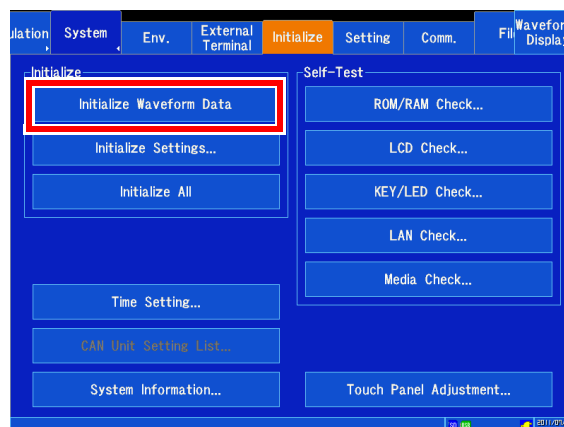 ulation System Env. External Terminal Initialize Setting Comm. Fil Wavefor Display
Initialize
Initialize Waveform Data
Initialize Settings...
Initialize All
Time Setting...
CAN Unit Setting List...
System Information...
Self-Test
ROM/RAM Check...
LCD Check...
KEY/LED Check...
LAN Check...
Media Check...
Touch Panel Adjustment...
SD